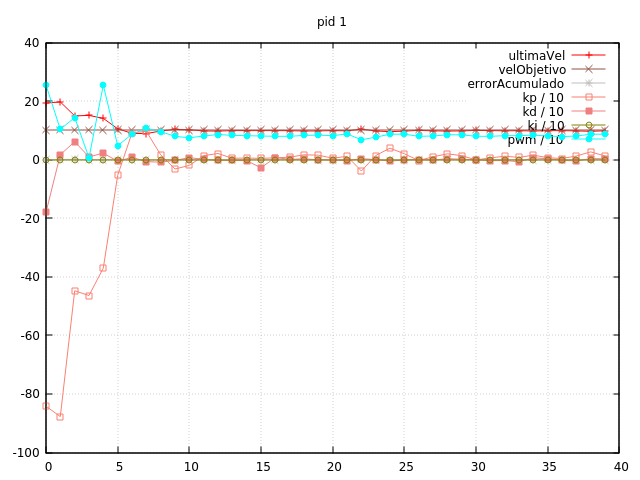 pid 1
40
20
0
-20
-40
-60
-80
-100
0 5 10 15 20 25 30 35 40
ultimaVel
velObjetivo
errorAcumulado
kp / 10
kd / 10
ki / 10
pwm / 10